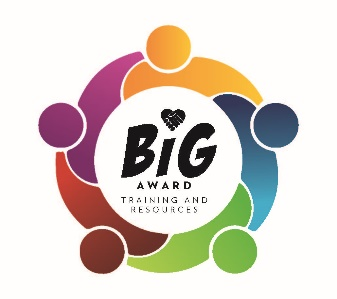 BiG
AWARD
TRAINING AND
RESOURCES